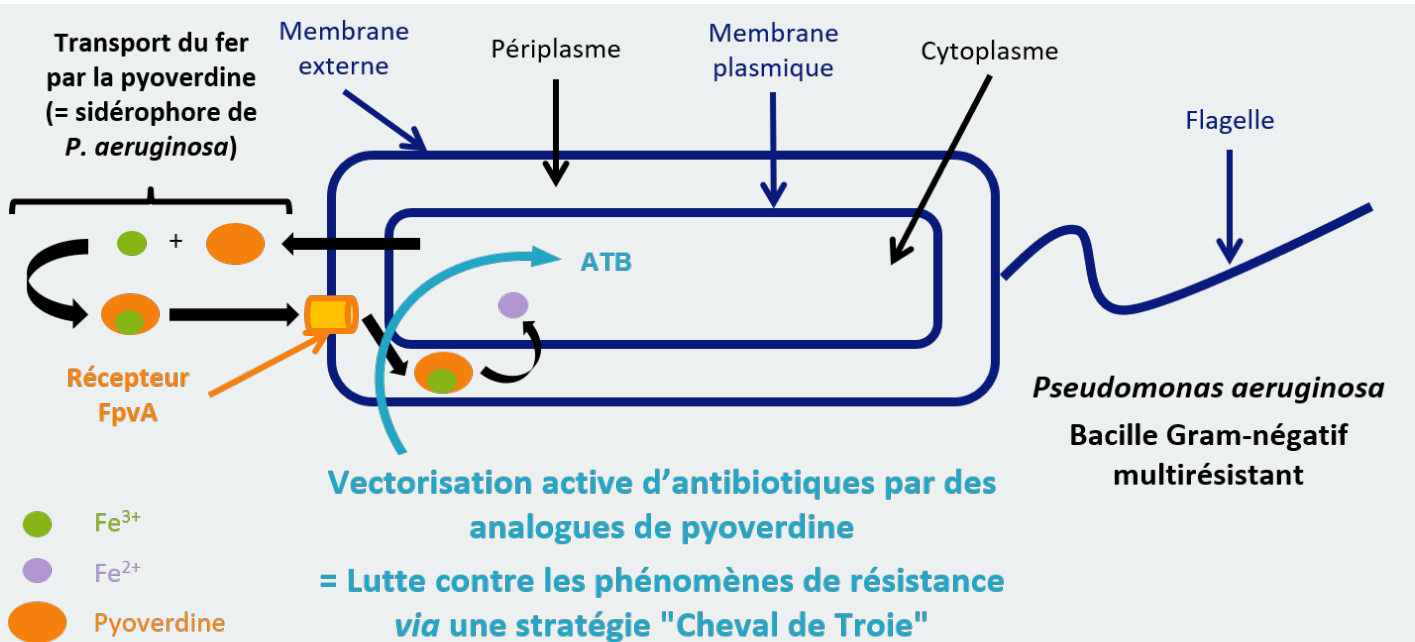 Transport du fer
par la pyoverdine
(= sidérophore de
P. aeruginosa)
Membrane
externe
Périplasme
Membrane
plasmique
Cytoplasme
Flagelle
+
ATB
Récepteur
FpvA
Pseudomonas aeruginosa
Bacille Gram-négatif
multirésistant
Vectorisation active d’antibiotiques par des
analogues de pyoverdine
= Lutte contre les phénomènes de résistance
via une stratégie "Cheval de Troie"
Fe³⁺
Fe²⁺
Pyoverdine